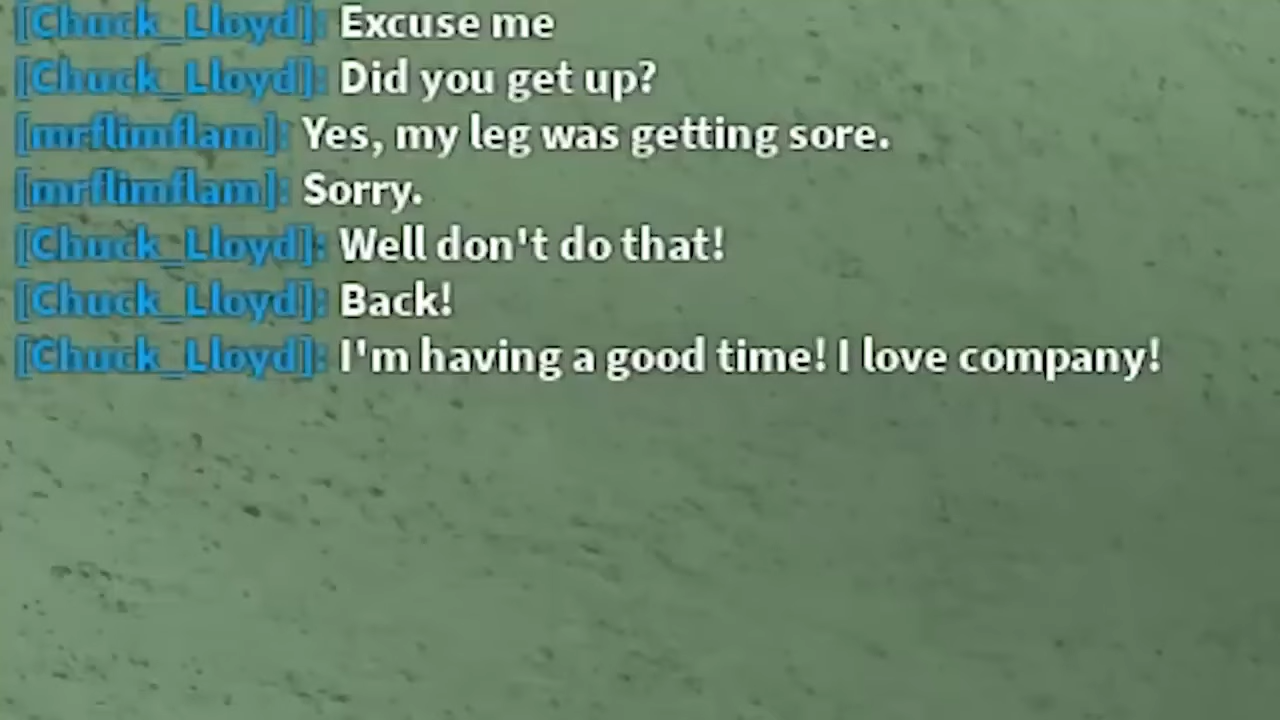 [Chuck_Lloyd]: Excuse me
[Chuck_Lloyd]: Did you get up?
[mrflimflam]: Yes, my leg was getting sore.
[mrflimflam]: Sorry.
[Chuck_Lloyd]: Well don't do that!
[Chuck_Lloyd]: Back!
[Chuck_Lloyd]: I'm having a good time! I love company!